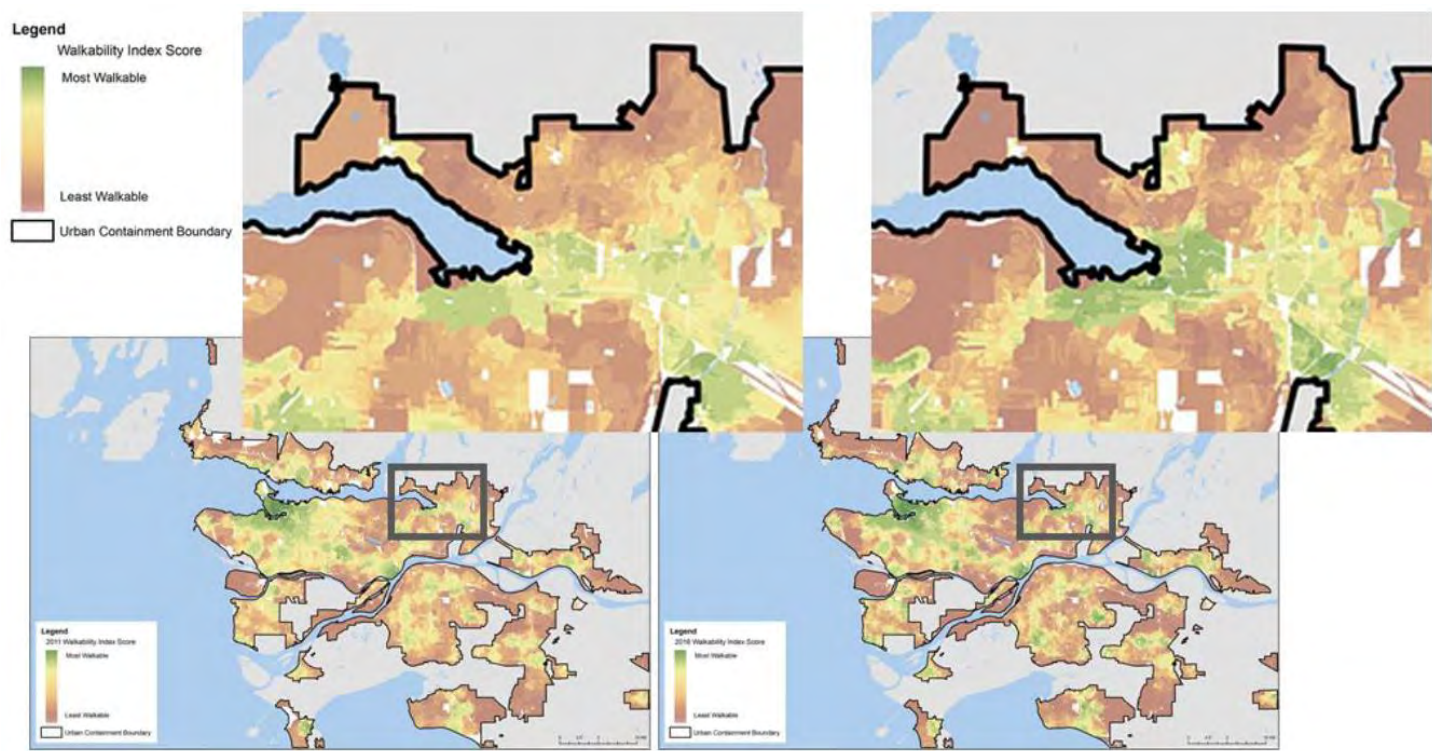 Legend
Walkability Index Score
Most Walkable
Least Walkable
Urban Containment Boundary
Legend
2011 Walkability Index Score
Most Walkable
Least Walkable
Urban Containment Boundary
Legend
2016 Walkability Index Score
Most Walkable
Least Walkable
Urban Containment Boundary